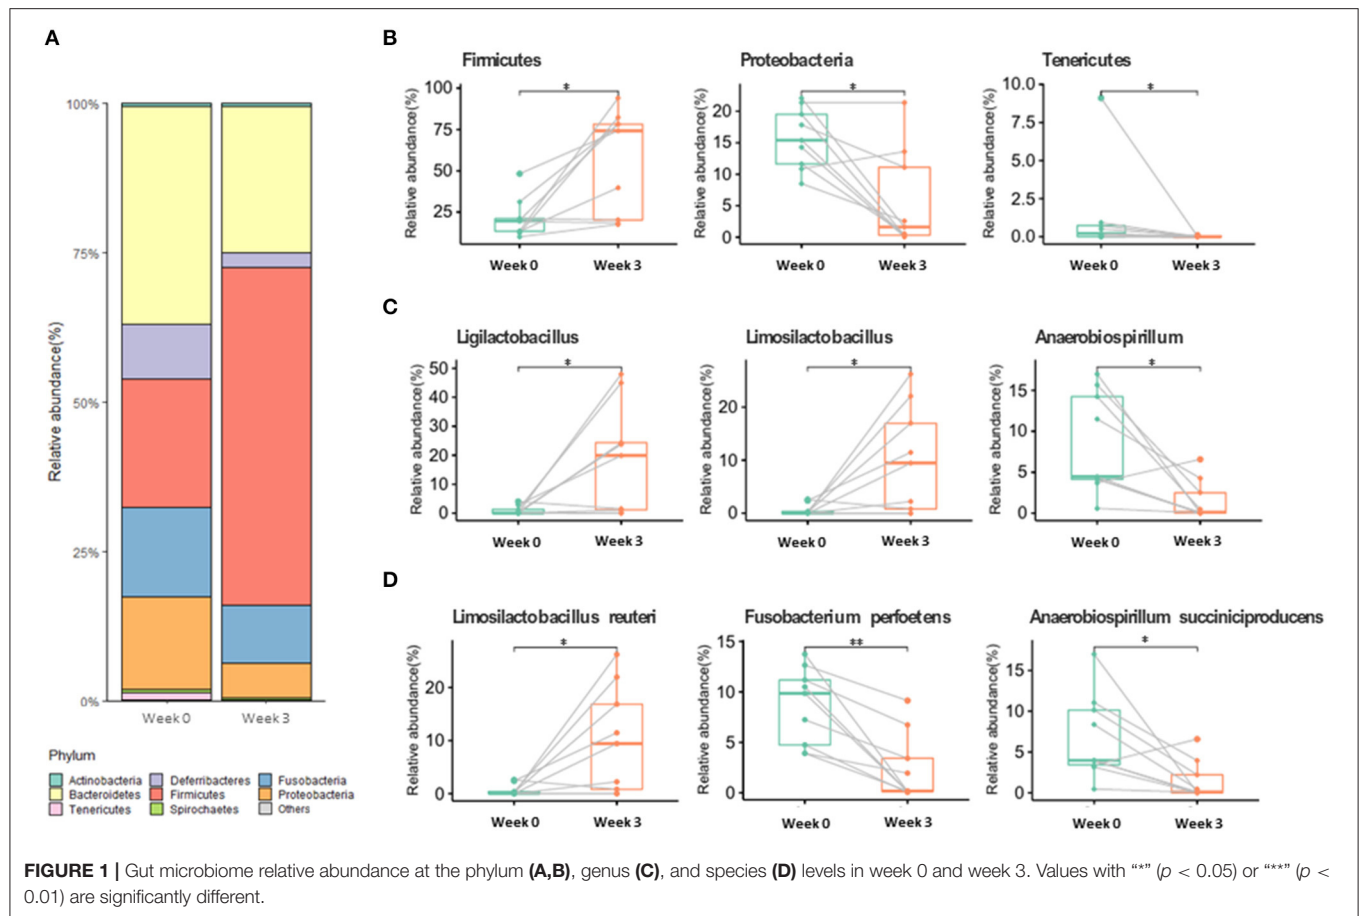 A
100%
75%
50%
25%
0%
Relative abundance(%)
Week 0
Week 3
Phylum
Actinobacteria
Deferribacteres
Fusobacteria
Bacteroidetes
Firmicutes
Proteobacteria
Tenericutes
Spirochaetes
Others
B
Firmicutes
*
100
75
50
25
Relative abundance(%)
Week 0
Week 3
Proteobacteria
*
20
15
10
5
0
Relative abundance(%)
Week 0
Week 3
Tenericutes
*
10.0
7.5
5.0
2.5
0.0
Relative abundance(%)
Week 0
Week 3
C
Ligilactobacillus
*
50
40
30
20
10
0
Relative abundance(%)
Week 0
Week 3
Limosilactobacillus
*
20
10
0
Relative abundance(%)
Week 0
Week 3
Anaerobiospirillum
*
15
10
5
0
Relative abundance(%)
Week 0
Week 3
D
Limosilactobacillus reuteri
*
20
10
0
Relative abundance(%)
Week 0
Week 3
Fusobacterium perfoetens
**
15
10
5
0
Relative abundance(%)
Week 0
Week 3
Anaerobiospirillum succiniciproducens
*
15
10
5
0
Relative abundance(%)
Week 0
Week 3
FIGURE 1 | Gut microbiome relative abundance at the phylum (A,B), genus (C), and species (D) levels in week 0 and week 3. Values with “*” (p < 0.05) or “**” (p <
0.01) are significantly different.